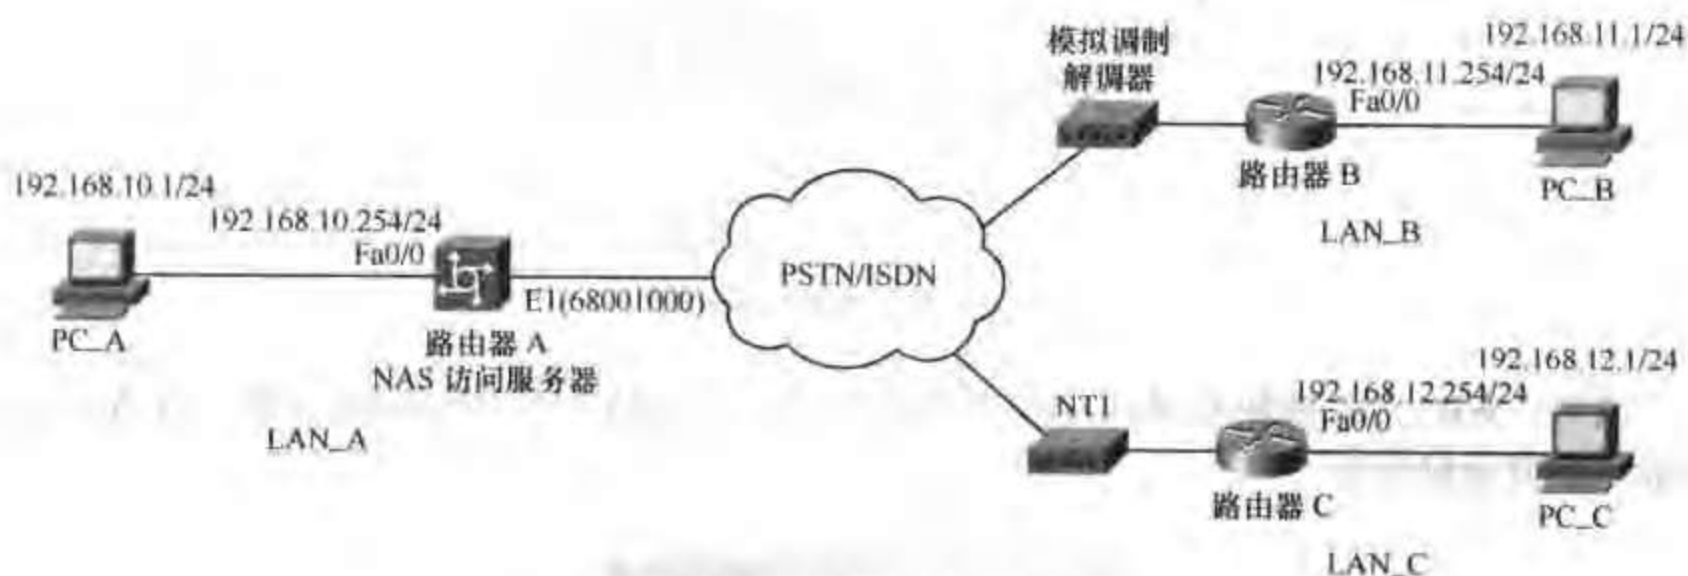 192.168.10.1/24
192.168.10.254/24
Fa0/0
PC_A
E1(68001000)
路由器 A
NAS 访问服务器
LAN_A
PSTN/ISDN
模拟调制
解调器
192.168.11.1/24
192.168.11.254/24
Fa0/0
路由器 B
PC_B
LAN_B
NT1
192.168.12.1/24
192.168.12.254/24
Fa0/0
路由器 C
PC_C
LAN_C